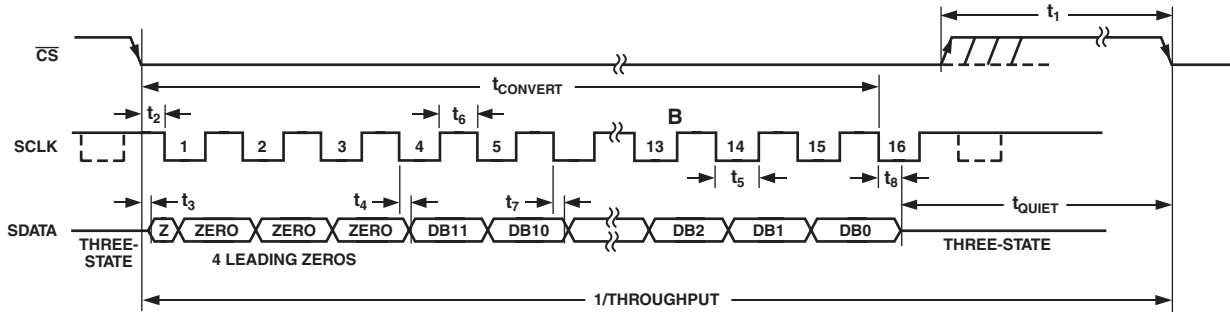 t1
CS
tCONVERT
t2
t6
B
SCLK
1 2 3 4 5 13 14 15 16
t5
t8
t3
t4
t7
tQUIET
SDATA
Z ZERO ZERO ZERO DB11 DB10 DB2 DB1 DB0
THREE-
STATE
THREE-STATE
4 LEADING ZEROS
1/THROUGHPUT